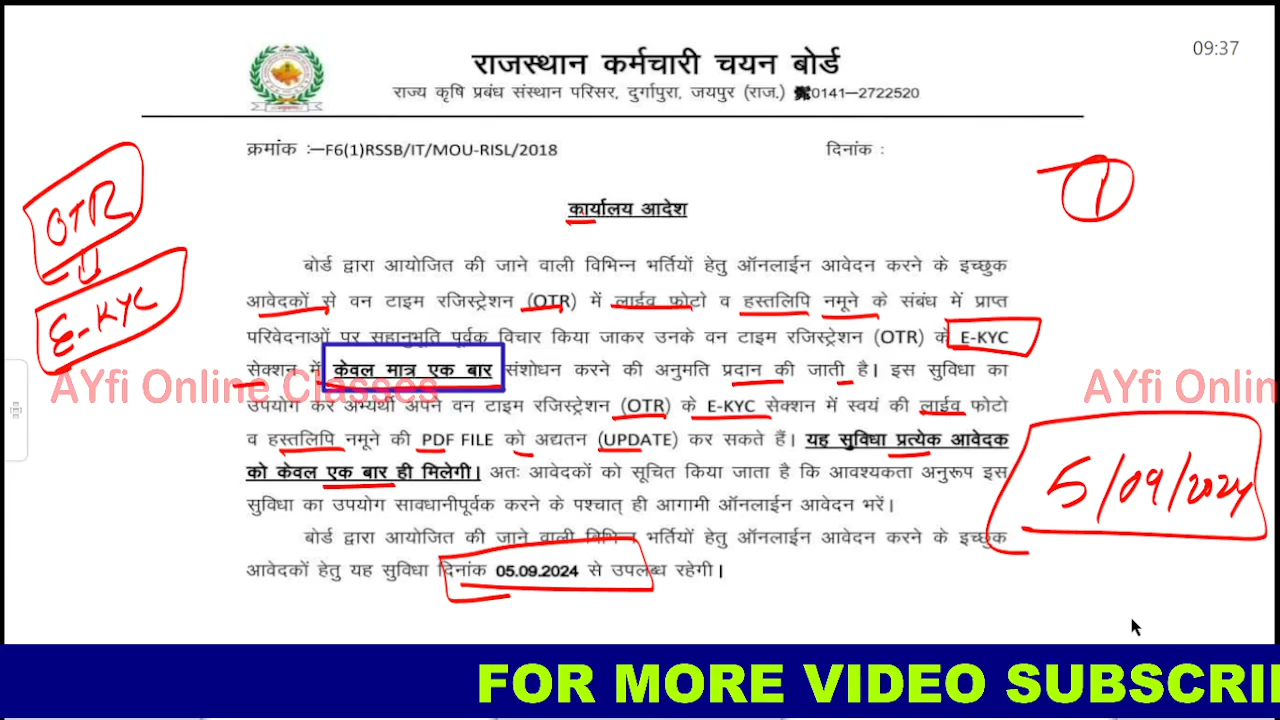 09:37
राजस्थान कर्मचारी चयन बोर्ड
राज्य कृषि प्रबंध संस्थान परिसर, दुर्गापुरा, जयपुर (राज.) 0141–2722520
क्रमांक :–F6(1)RSSB/IT/MOU-RISL/2018 दिनांक :
कार्यालय आदेश
बोर्ड द्वारा आयोजित की जाने वाली विभिन्न भर्तियों हेतु ऑनलाईन आवेदन करने के इच्छुक
आवेदकों से वन टाइम रजिस्ट्रेशन (OTR) में लाईव फोटो व हस्तलिपि नमूने के संबंध में प्राप्त
परिवेदनाओं पर सहानुभूति पूर्वक विचार किया जाकर उनके वन टाइम रजिस्ट्रेशन (OTR) के E-KYC
सेक्शन में केवल मात्र एक बार संशोधन करने की अनुमति प्रदान की जाती है। इस सुविधा का
उपयोग कर अभ्यर्थी अपने वन टाइम रजिस्ट्रेशन (OTR) के E-KYC सेक्शन में स्वयं की लाईव फोटो
व हस्तलिपि नमूने की PDF FILE को अद्यतन (UPDATE) कर सकते हैं। यह सुविधा प्रत्येक आवेदक
को केवल एक बार ही मिलेगी। अतः आवेदकों को सूचित किया जाता है कि आवश्यकता अनुरूप इस
सुविधा का उपयोग सावधानीपूर्वक करने के पश्चात् ही आगामी ऑनलाईन आवेदन भरें।
बोर्ड द्वारा आयोजित की जाने वाली विभिन्न भर्तियों हेतु ऑनलाईन आवेदन करने के इच्छुक
आवेदकों हेतु यह सुविधा दिनांक 05.09.2024 से उपलब्ध रहेगी।
OTR
E-KYC
1
5/09/2024
AYfi Online Classes
AYfi Onlin
FOR MORE VIDEO SUBSCRI